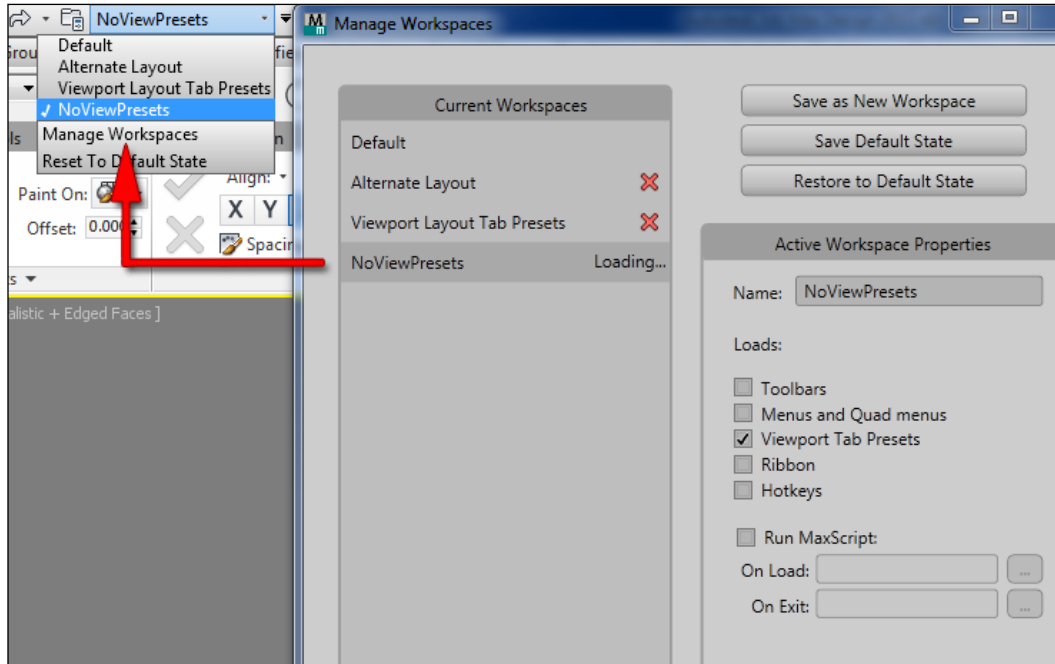 NoViewPresets
Default
Alternate Layout
Viewport Layout Tab Presets
NoViewPresets
Manage Workspaces
Reset To Default State
Paint On:
Align:
Offset: 0.000
X Y
Spacin
alistic + Edged Faces ]
Manage Workspaces
Current Workspaces
Default
Alternate Layout
Viewport Layout Tab Presets
NoViewPresets Loading...
Save as New Workspace
Save Default State
Restore to Default State
Active Workspace Properties
Name: NoViewPresets
Loads:
Toolbars
Menus and Quad menus
Viewport Tab Presets
Ribbon
Hotkeys
Run MaxScript:
On Load: ...
On Exit: ...